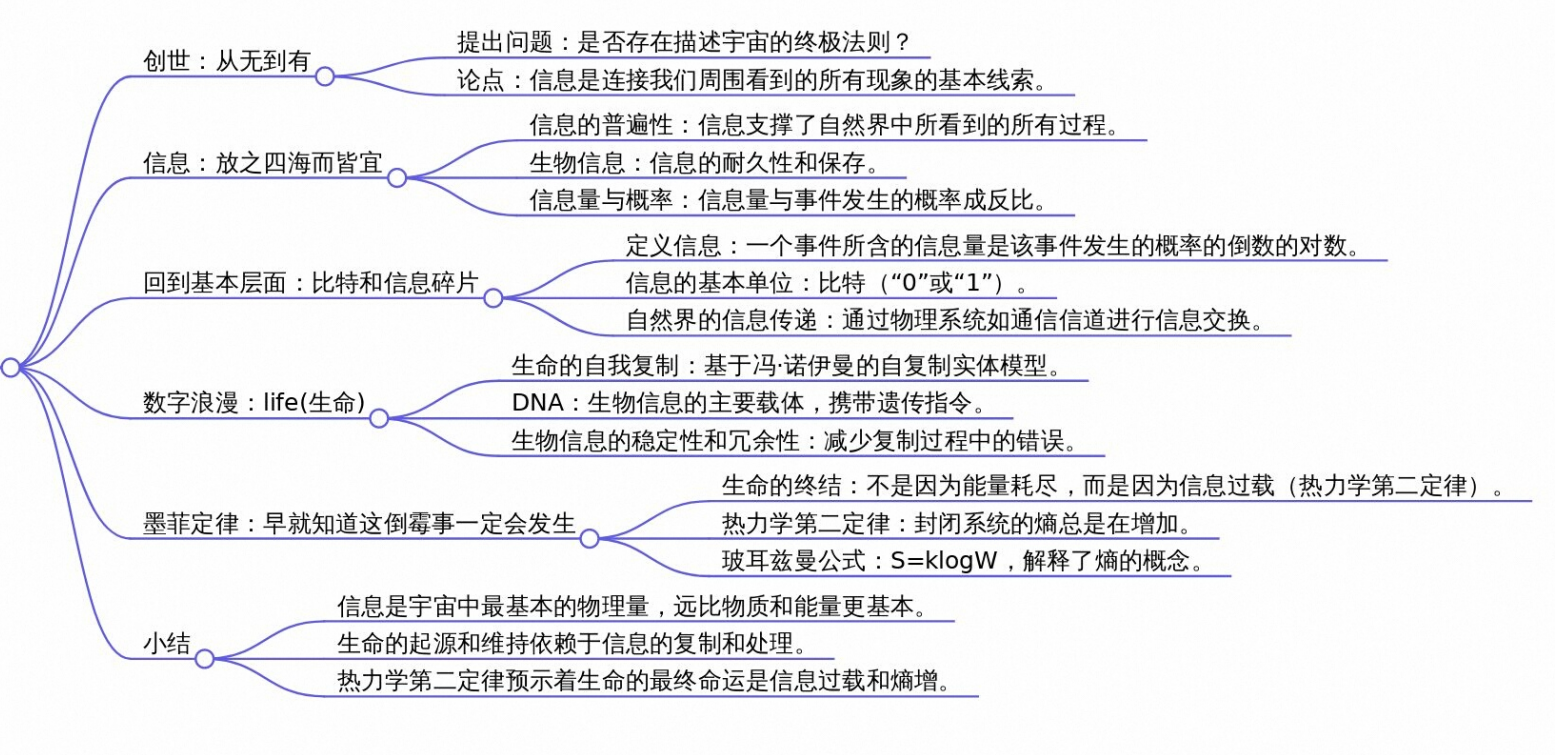 创世：从无到有
提出问题：是否存在描述宇宙的终极法则？
论点：信息是连接我们周围看到的所有现象的基本线索。
信息：放之四海而皆宜
信息的普遍性：信息支撑了自然界中所看到的所有过程。
生物信息：信息的耐久性和保存。
信息量与概率：信息量与事件发生的概率成反比。
回到基本层面：比特和信息碎片
定义信息：一个事件所含的信息量是该事件发生的概率的倒数的对数。
信息的基本单位：比特（“0”或“1”）。
自然界的信息传递：通过物理系统如通信信道进行信息交换。
数字浪漫：life(生命)
生命的自我复制：基于冯·诺伊曼的自复制实体模型。
DNA：生物信息的主要载体，携带遗传指令。
生物信息的稳定性和冗余性：减少复制过程中的错误。
墨菲定律：早就知道这倒霉事一定会发生
生命的终结：不是因为能量耗尽，而是因为信息过载（热力学第二定律）。
热力学第二定律：封闭系统的熵总是在增加。
玻耳兹曼公式：S=klogW，解释了熵的概念。
小结
信息是宇宙中最基本的物理量，远比物质和能量更基本。
生命的起源和维持依赖于信息的复制和处理。
热力学第二定律预示着生命的最终命运是信息过载和熵增。